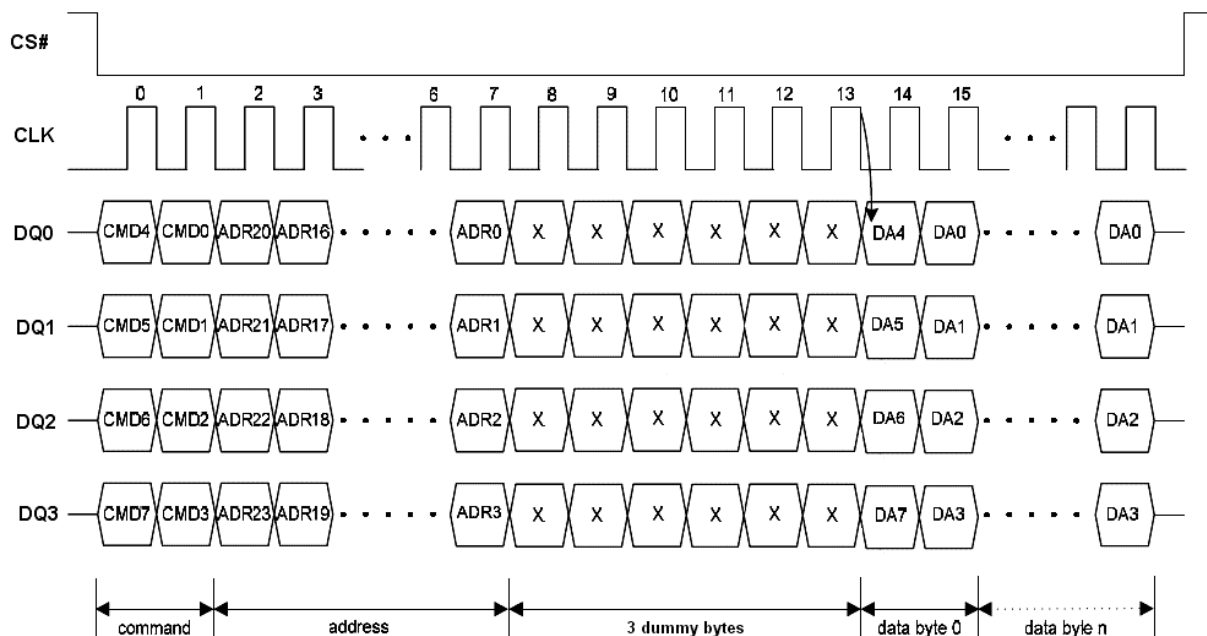 CS#
0 1 2 3 6 7 8 9 10 11 12 13 14 15
CLK
DQ0 CMD4 CMD0 ADR20 ADR16 ADR0 X X X X X X DA4 DA0 DA0
DQ1 CMD5 CMD1 ADR21 ADR17 ADR1 X X X X X X DA5 DA1 DA1
DQ2 CMD6 CMD2 ADR22 ADR18 ADR2 X X X X X X DA6 DA2 DA2
DQ3 CMD7 CMD3 ADR23 ADR19 ADR3 X X X X X X DA7 DA3 DA3
command address 3 dummy bytes data byte 0 data byte n